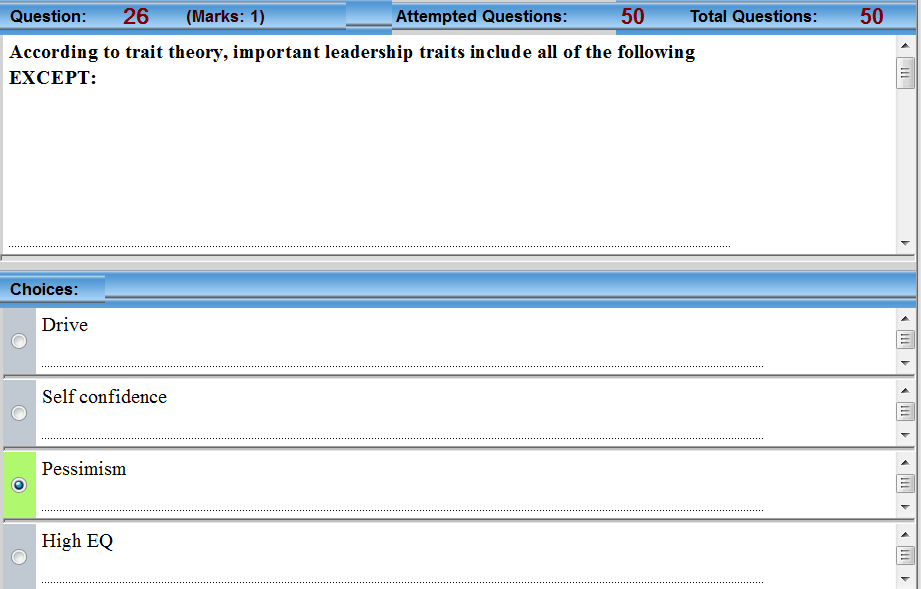 Question: 26 (Marks: 1) Attempted Questions: 50 Total Questions: 50
According to trait theory, important leadership traits include all of the following
EXCEPT:
Choices:
Drive
Self confidence
Pessimism
High EQ